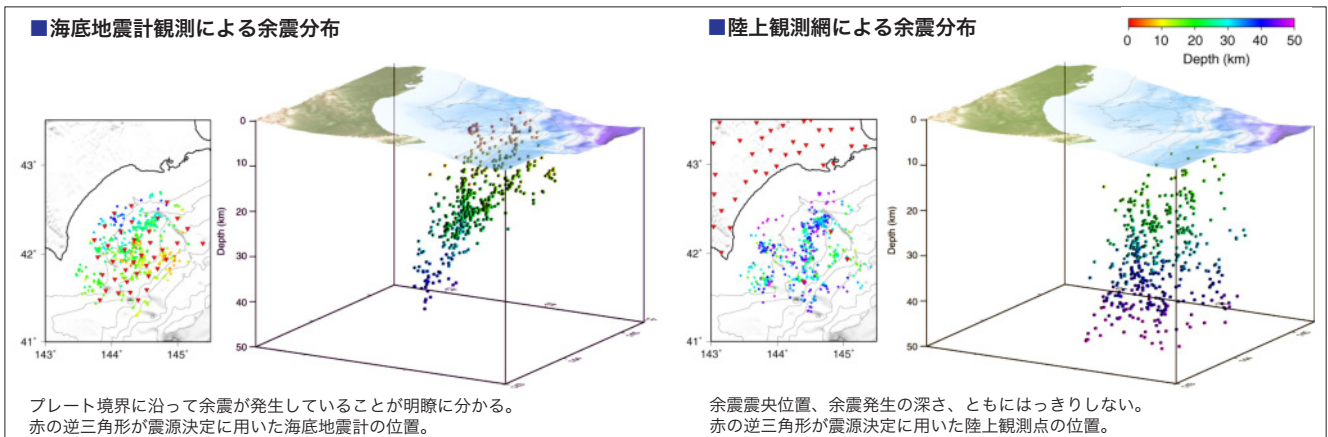 ■海底地震計観測による余震分布
■陸上観測網による余震分布
0 10 20 30 40 50
Depth (km)
43˚
42˚
41˚
143˚ 144˚ 145˚
0
10
20
30
40
50
Depth (km)
43˚
42˚
41˚
143˚ 144˚ 145˚
0
10
20
30
40
50
Depth (km)
プレート境界に沿って余震が発生していることが明瞭に分かる。
赤の逆三角形が震源決定に用いた海底地震計の位置。
余震震央位置、余震発生の深さ、ともにはっきりしない。
赤の逆三角形が震源決定に用いた陸上観測点の位置。